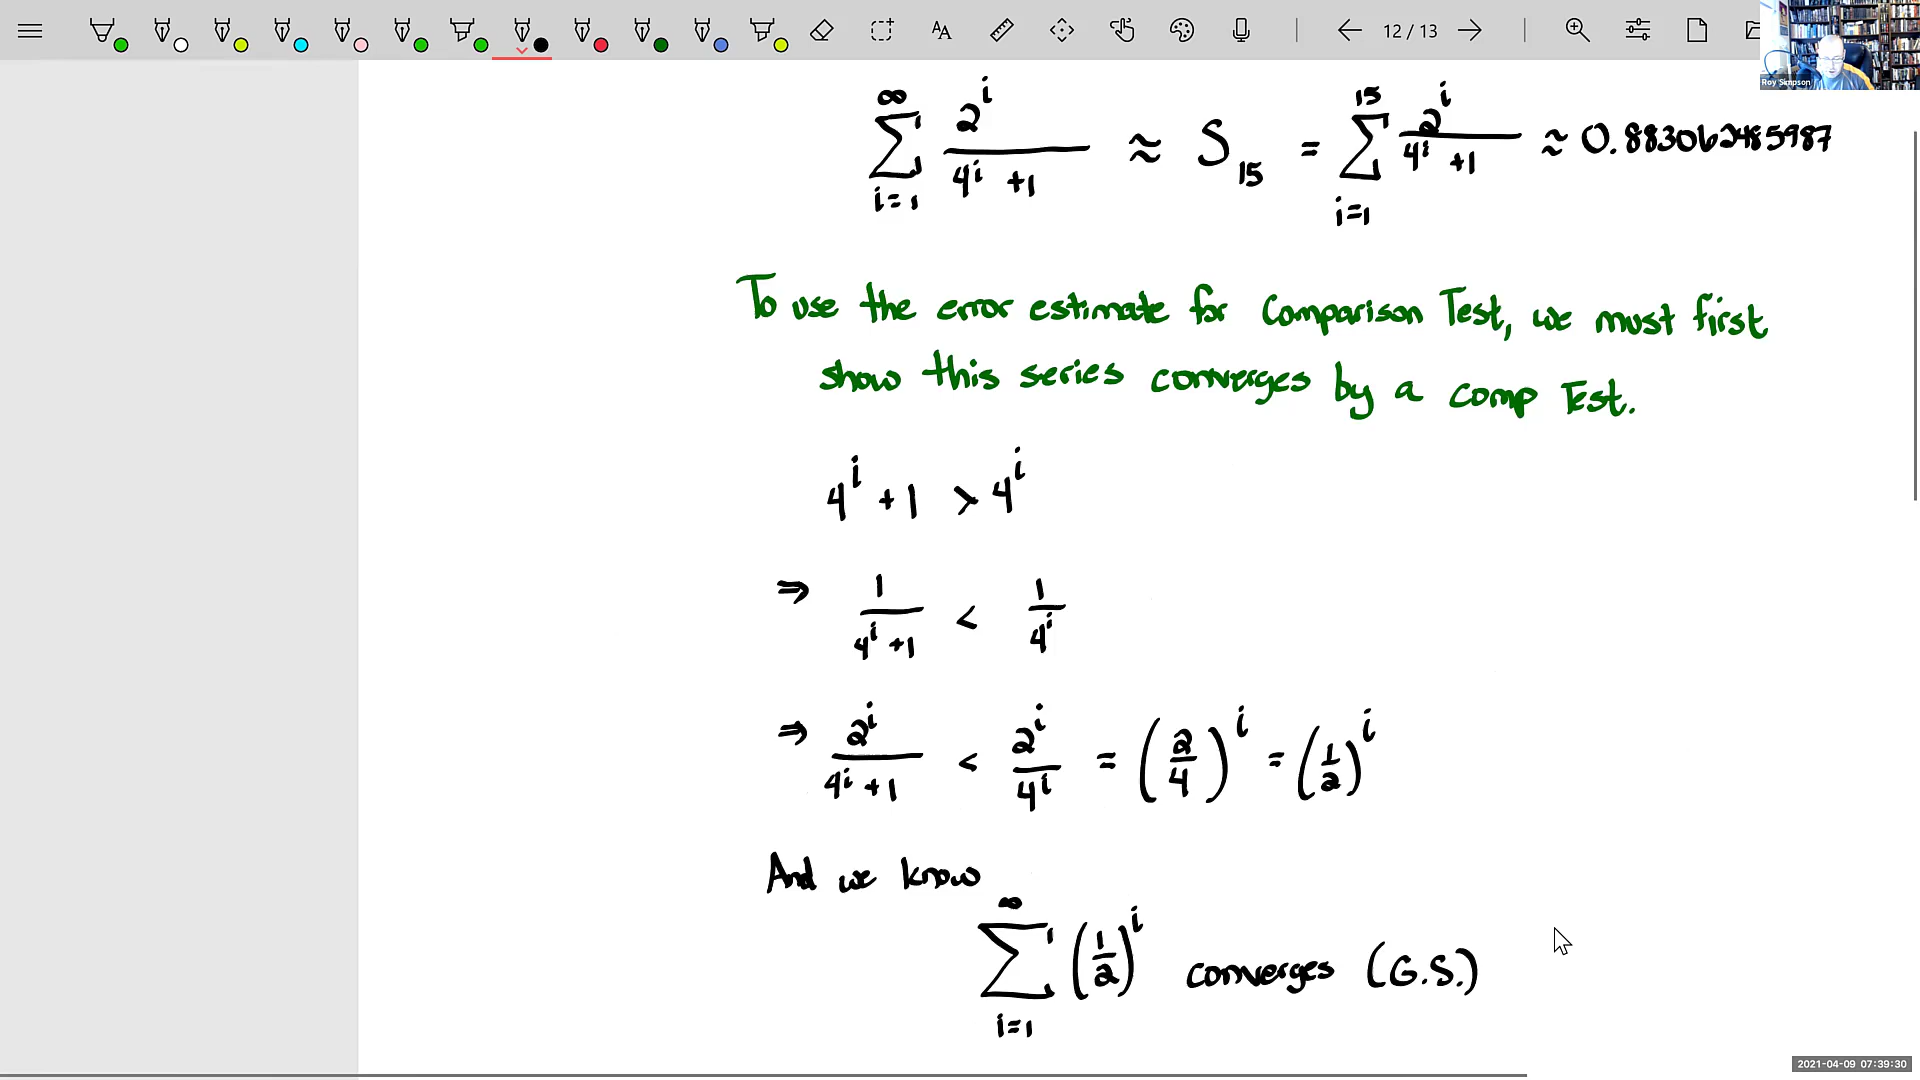 12 / 13
Roy Simpson
∞ ∑ i=1 2^i / 4^i +1 ≈ S_15 = 15 ∑ i=1 2^i / 4^i +1 ≈ 0.883062485987
To use the error estimate for Comparison Test, we must first
show this series converges by a comp Test.
4^i + 1 > 4^i
⇒ 1 / 4^i +1 < 1 / 4^i
⇒ 2^i / 4^i +1 < 2^i / 4^i = (2/4)^i = (1/2)^i
And we know
∞ ∑ i=1 (1/2)^i converges (G.S.)
2021-04-09 07:39:30